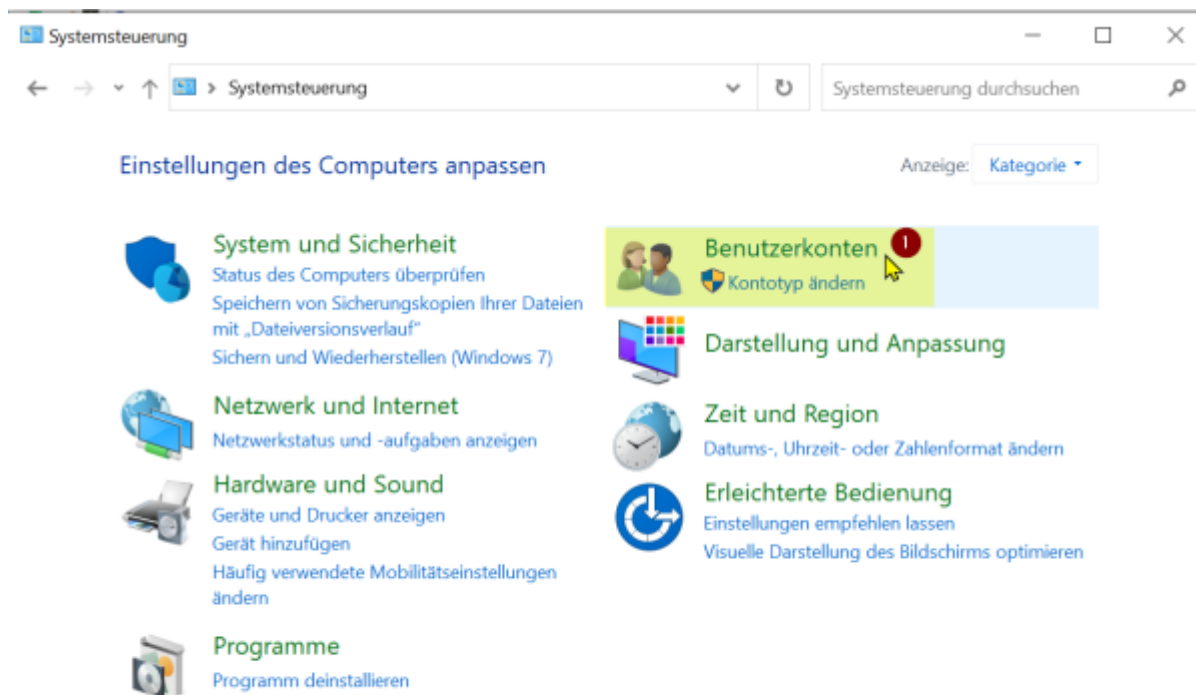 Systemsteuerung
Systemsteuerung
Systemsteuerung durchsuchen
Einstellungen des Computers anpassen
Anzeige: Kategorie
System und Sicherheit
Status des Computers überprüfen
Speichern von Sicherungskopien Ihrer Dateien
mit „Dateiversionsverlauf“
Sichern und Wiederherstellen (Windows 7)
Netzwerk und Internet
Netzwerkstatus und -aufgaben anzeigen
Hardware und Sound
Geräte und Drucker anzeigen
Gerät hinzufügen
Häufig verwendete Mobilitätseinstellungen
ändern
Programme
Programm deinstallieren
Benutzerkonten 1
Kontotyp ändern
Darstellung und Anpassung
Zeit und Region
Datums-, Uhrzeit- oder Zahlenformat ändern
Erleichterte Bedienung
Einstellungen empfehlen lassen
Visuelle Darstellung des Bildschirms optimieren